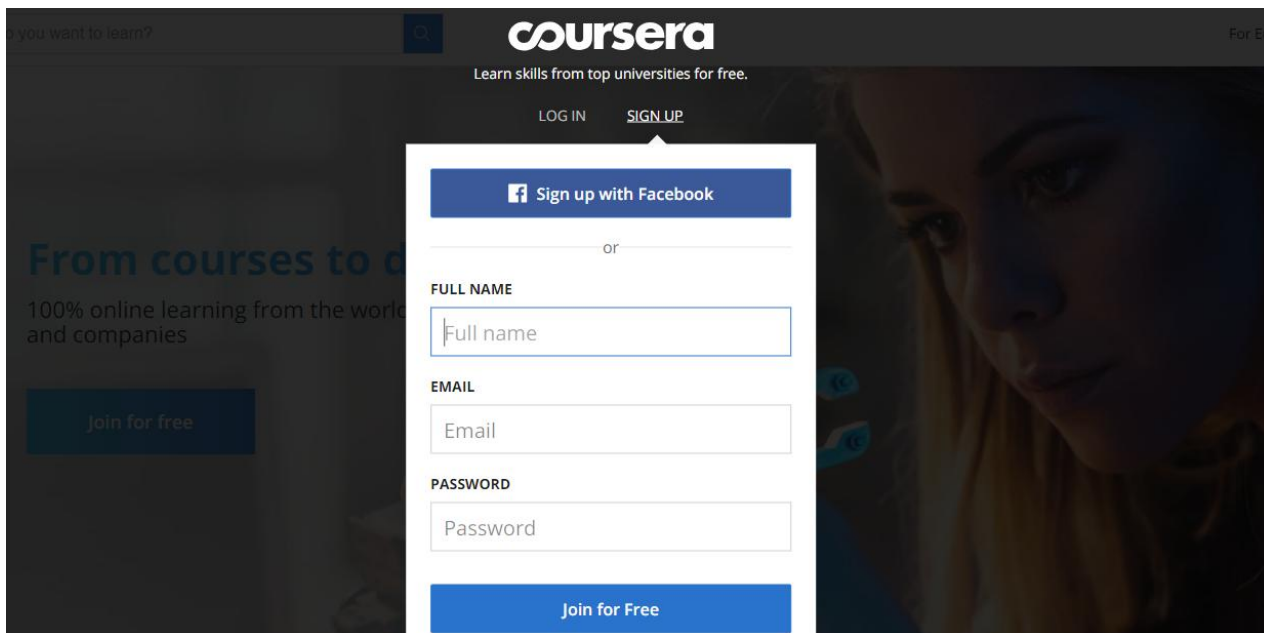 you want to learn?
coursera
For E
Learn skills from top universities for free.
LOG IN SIGN UP
Sign up with Facebook
or
From courses to d
FULL NAME
100% online learning from the world
and companies
Full name
EMAIL
Join for free
Email
PASSWORD
Password
Join for Free